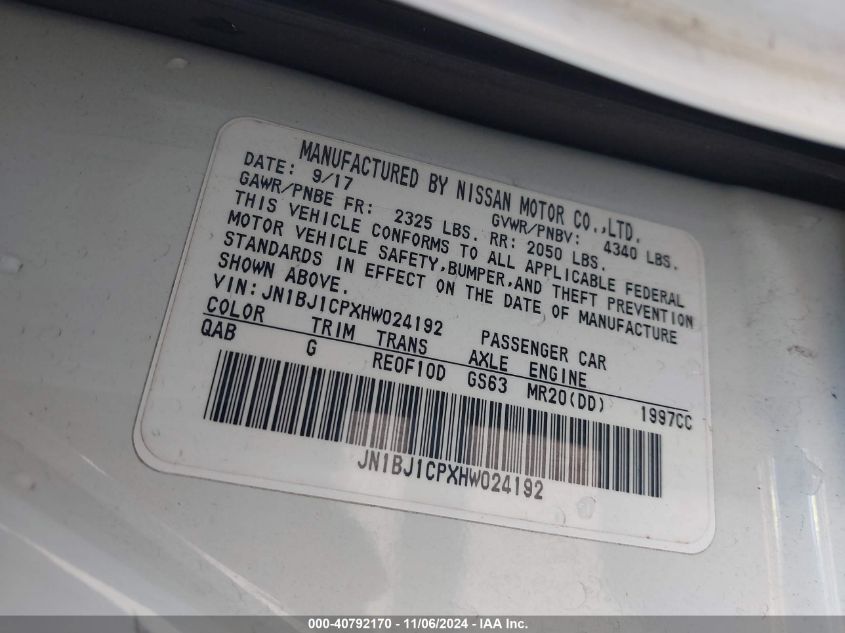 MANUFACTURED BY NISSAN MOTOR CO.,LTD.
DATE: 9/17 GVWR/PNBV: 4340 LBS.
GAWR/PNBE FR: 2325 LBS. RR: 2050 LBS.
THIS VEHICLE CONFORMS TO ALL APPLICABLE FEDERAL
MOTOR VEHICLE SAFETY,BUMPER,AND THEFT PREVENTION
STANDARDS IN EFFECT ON THE DATE OF MANUFACTURE
SHOWN ABOVE.
VIN:JN1BJ1CPXHW024192 PASSENGER CAR
COLOR TRIM TRANS AXLE ENGINE
QAB G RE0F10D GS63 MR20(DD) 1997CC
JN1BJ1CPXHW024192
000-40792170 - 11/06/2024 - IAA Inc.